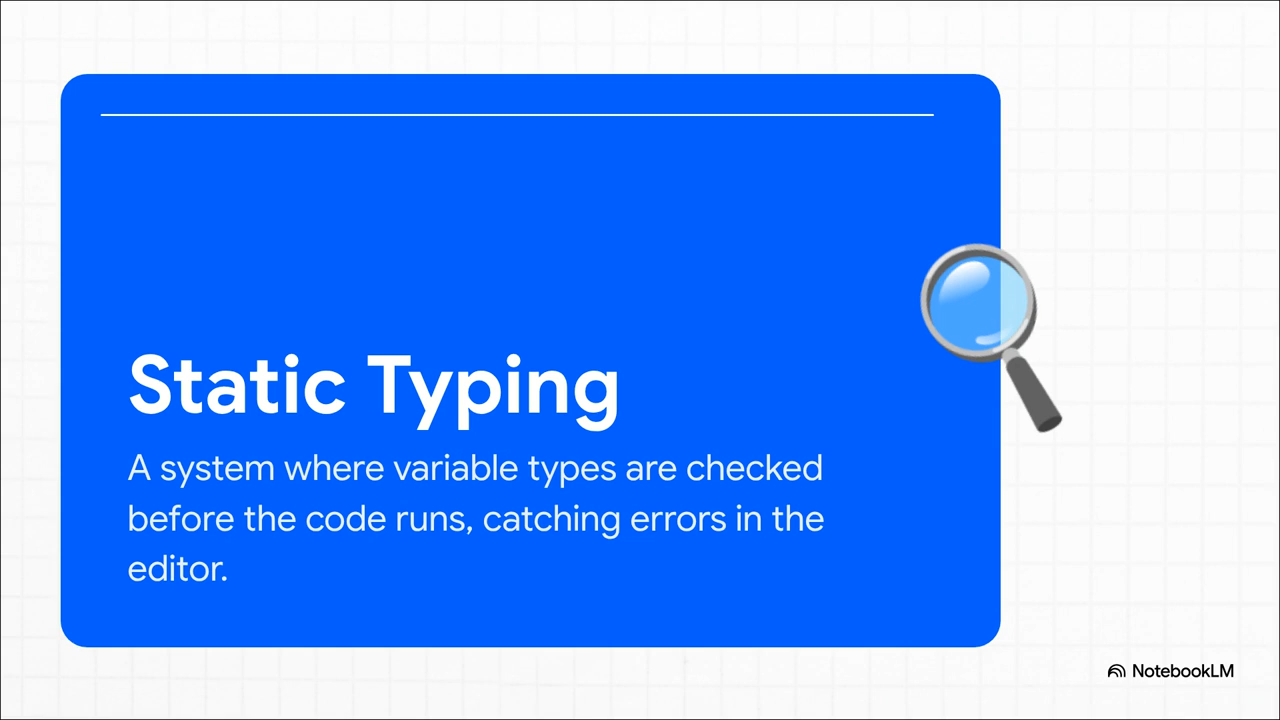 Static Typing
A system where variable types are checked
before the code runs, catching errors in the
editor.
NotebookLM